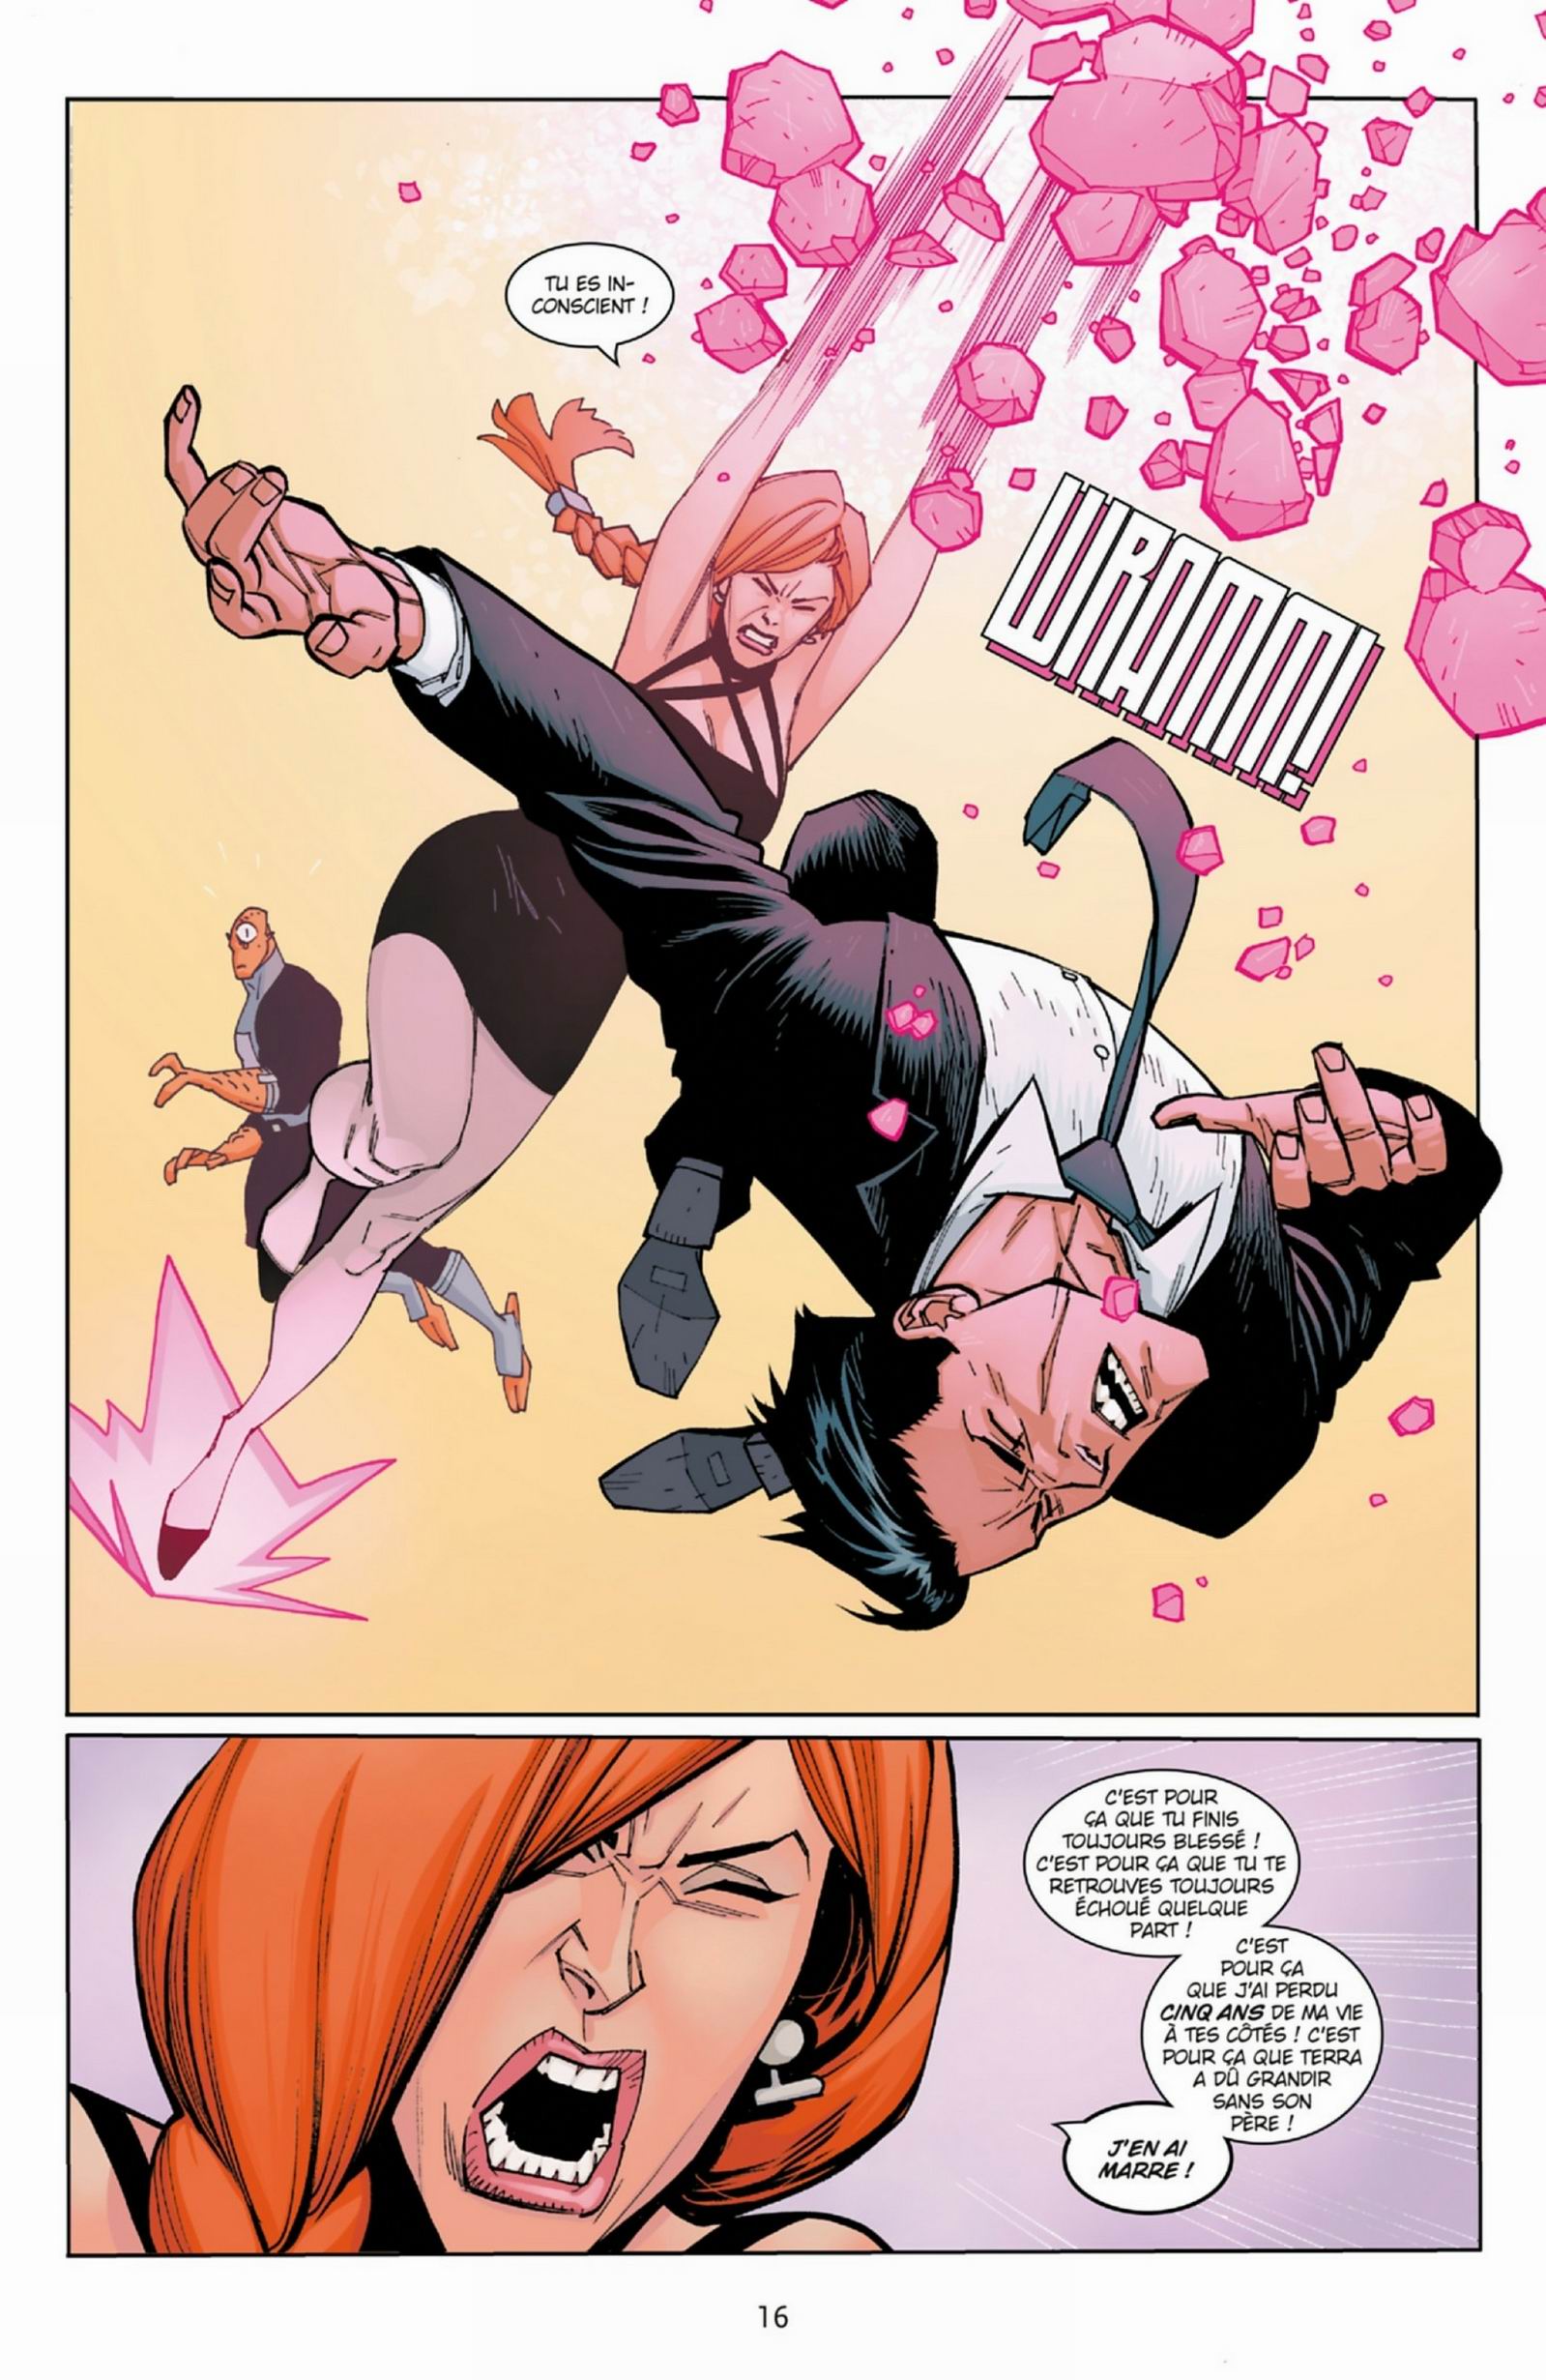 TU ES IN-
CONSCIENT !
WRAMM!
C'EST POUR
ÇA QUE TU FINIS
TOUJOURS BLESSÉ !
C'EST POUR ÇA QUE TU TE
RETROUVES TOUJOURS
ÉCHOUÉ QUELQUE
PART !
C'EST
POUR ÇA
QUE J'AI PERDU
CINQ ANS DE MA VIE
À TES CÔTÉS ! C'EST
POUR ÇA QUE TERRA
A DÛ GRANDIR
SANS SON
PÈRE !
J'EN AI
MARRE !
16